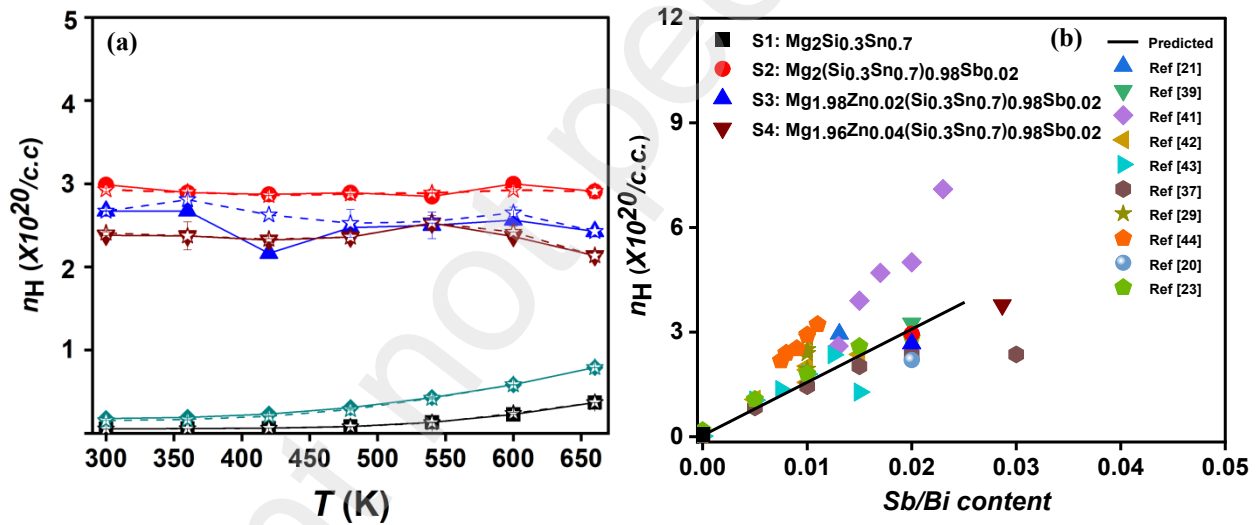 (a)
5
4
3
2
1
300 350 400 450 500 550 600 650
nH (X10^20/c.c)
T (K)
(b)
12
9
6
3
0
0.00 0.01 0.02 0.03 0.04 0.05
nH (X10^20/c.c.)
Sb/Bi content
S1: Mg2Si0.3Sn0.7
S2: Mg2(Si0.3Sn0.7)0.98Sb0.02
S3: Mg1.98Zn0.02(Si0.3Sn0.7)0.98Sb0.02
S4: Mg1.96Zn0.04(Si0.3Sn0.7)0.98Sb0.02
Predicted
Ref [21]
Ref [39]
Ref [41]
Ref [42]
Ref [43]
Ref [37]
Ref [29]
Ref [44]
Ref [20]
Ref [23]
ot pe